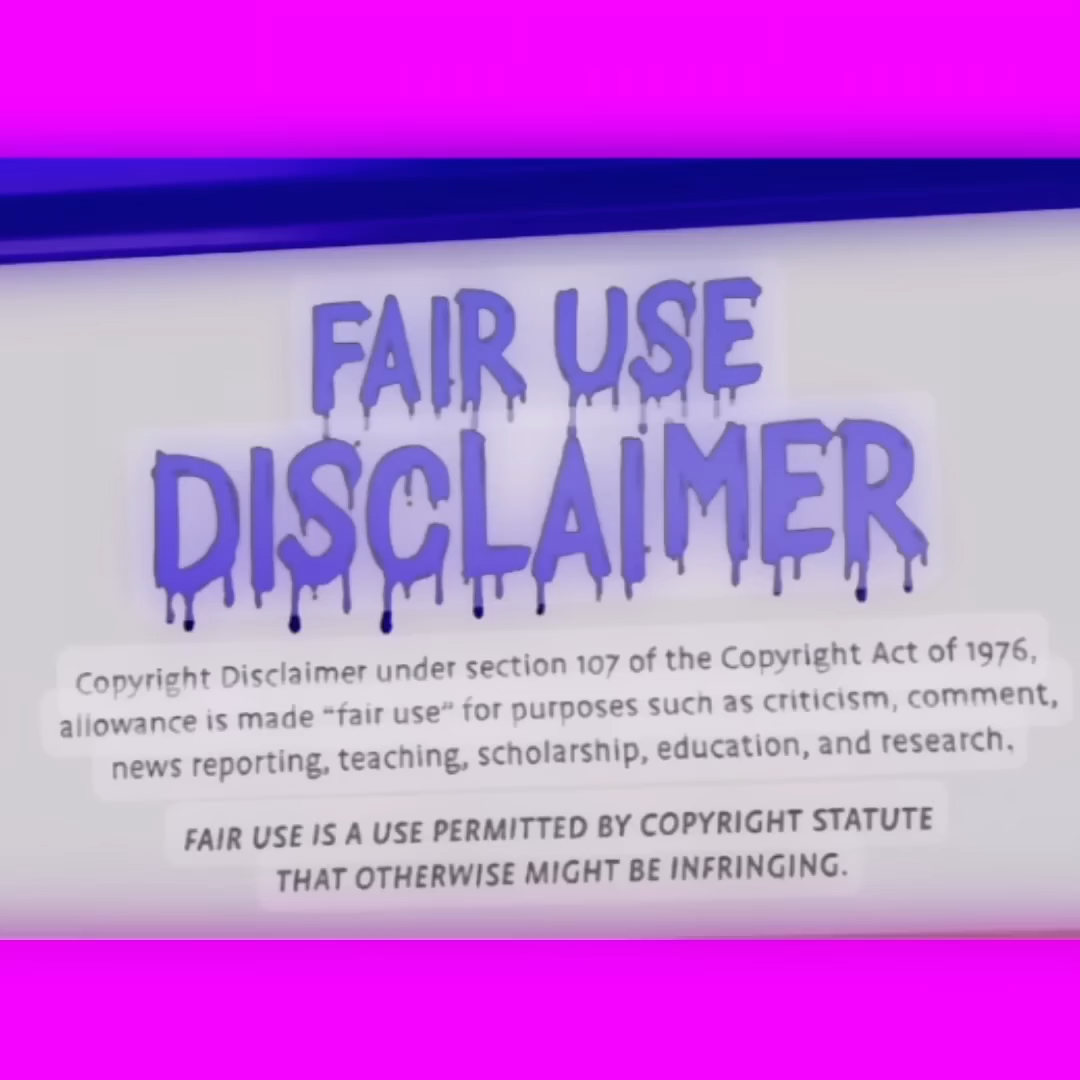 FAIR USE
DISCLAIMER
Copyright Disclaimer under section 107 of the Copyright Act of 1976,
allowance is made “fair use” for purposes such as criticism, comment,
news reporting, teaching, scholarship, education, and research.
FAIR USE IS A USE PERMITTED BY COPYRIGHT STATUTE
THAT OTHERWISE MIGHT BE INFRINGING.